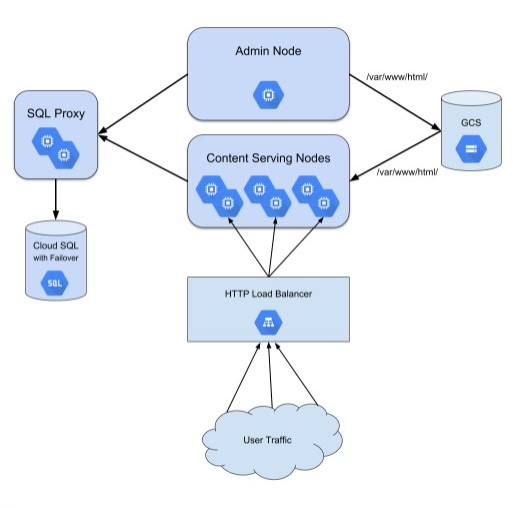 Admin Node
/var/www/html/
SQL Proxy
GCS
Content Serving Nodes
/var/www/html/
Cloud SQL
with Failover
SQL
HTTP Load Balancer
User Traffic